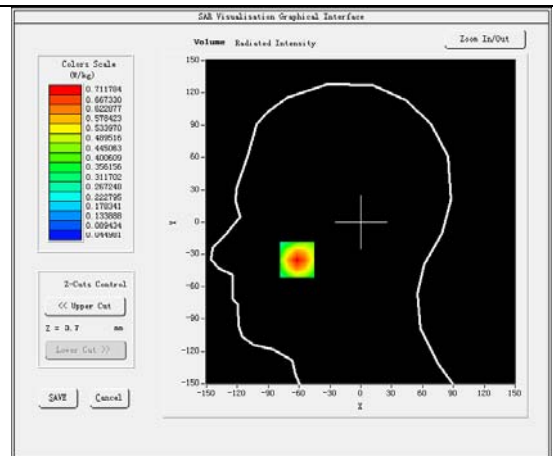 SAR Visualisation Graphical Interface
Volume Radiated Intensity
Zoom In/Out
Colors Scale
(W/kg)
0.711784
0.667330
0.622877
0.578423
0.533970
0.489516
0.445063
0.400609
0.356156
0.311702
0.267248
0.222795
0.178341
0.133888
0.089434
0.044981
Z-Cuts Control
<< Upper Cut
Z = 3.7 mm
Lower Cut >>
SAVE Cancel
150
120
90
60
30
0
-30
-60
-90
-120
-150
Y
-150 -120 -90 -60 -30 0 30 60 90 120 150
X